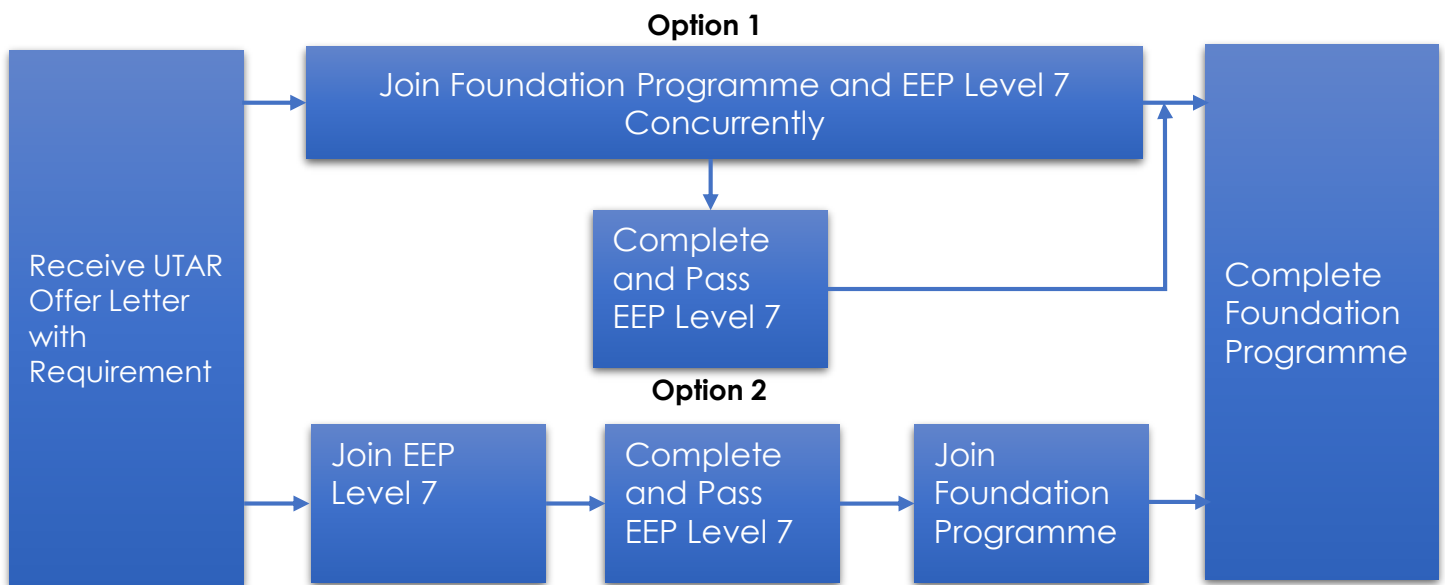 Option 1
Join Foundation Programme and EEP Level 7
Concurrently
Receive UTAR
Offer Letter
with
Requirement
Complete
and Pass
EEP Level 7
Complete
Foundation
Programme
Option 2
Join EEP
Level 7
Complete
and Pass
EEP Level 7
Join
Foundation
Programme